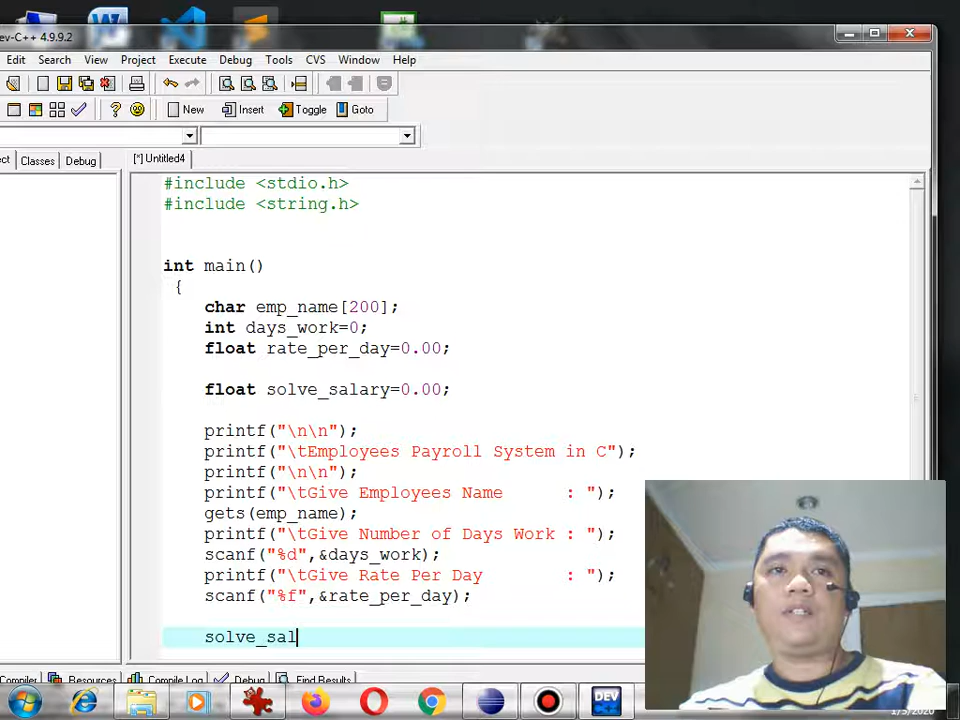 Dev-C++ 4.9.9.2
Edit Search View Project Execute Debug Tools CVS Window Help
New Insert Toggle Goto
Classes Debug
[*] Untitled4
#include <stdio.h>
#include <string.h>
int main()
{
char emp_name[200];
int days_work=0;
float rate_per_day=0.00;
float solve_salary=0.00;
printf("\n\n");
printf("\tEmployees Payroll System in C");
printf("\n\n");
printf("\tGive Employees Name      : ");
gets(emp_name);
printf("\tGive Number of Days Work : ");
scanf("%d",&days_work);
printf("\tGive Rate Per Day        : ");
scanf("%f",&rate_per_day);
solve_sal
Compiler Resources Compile Log Debug Find Results
DEV